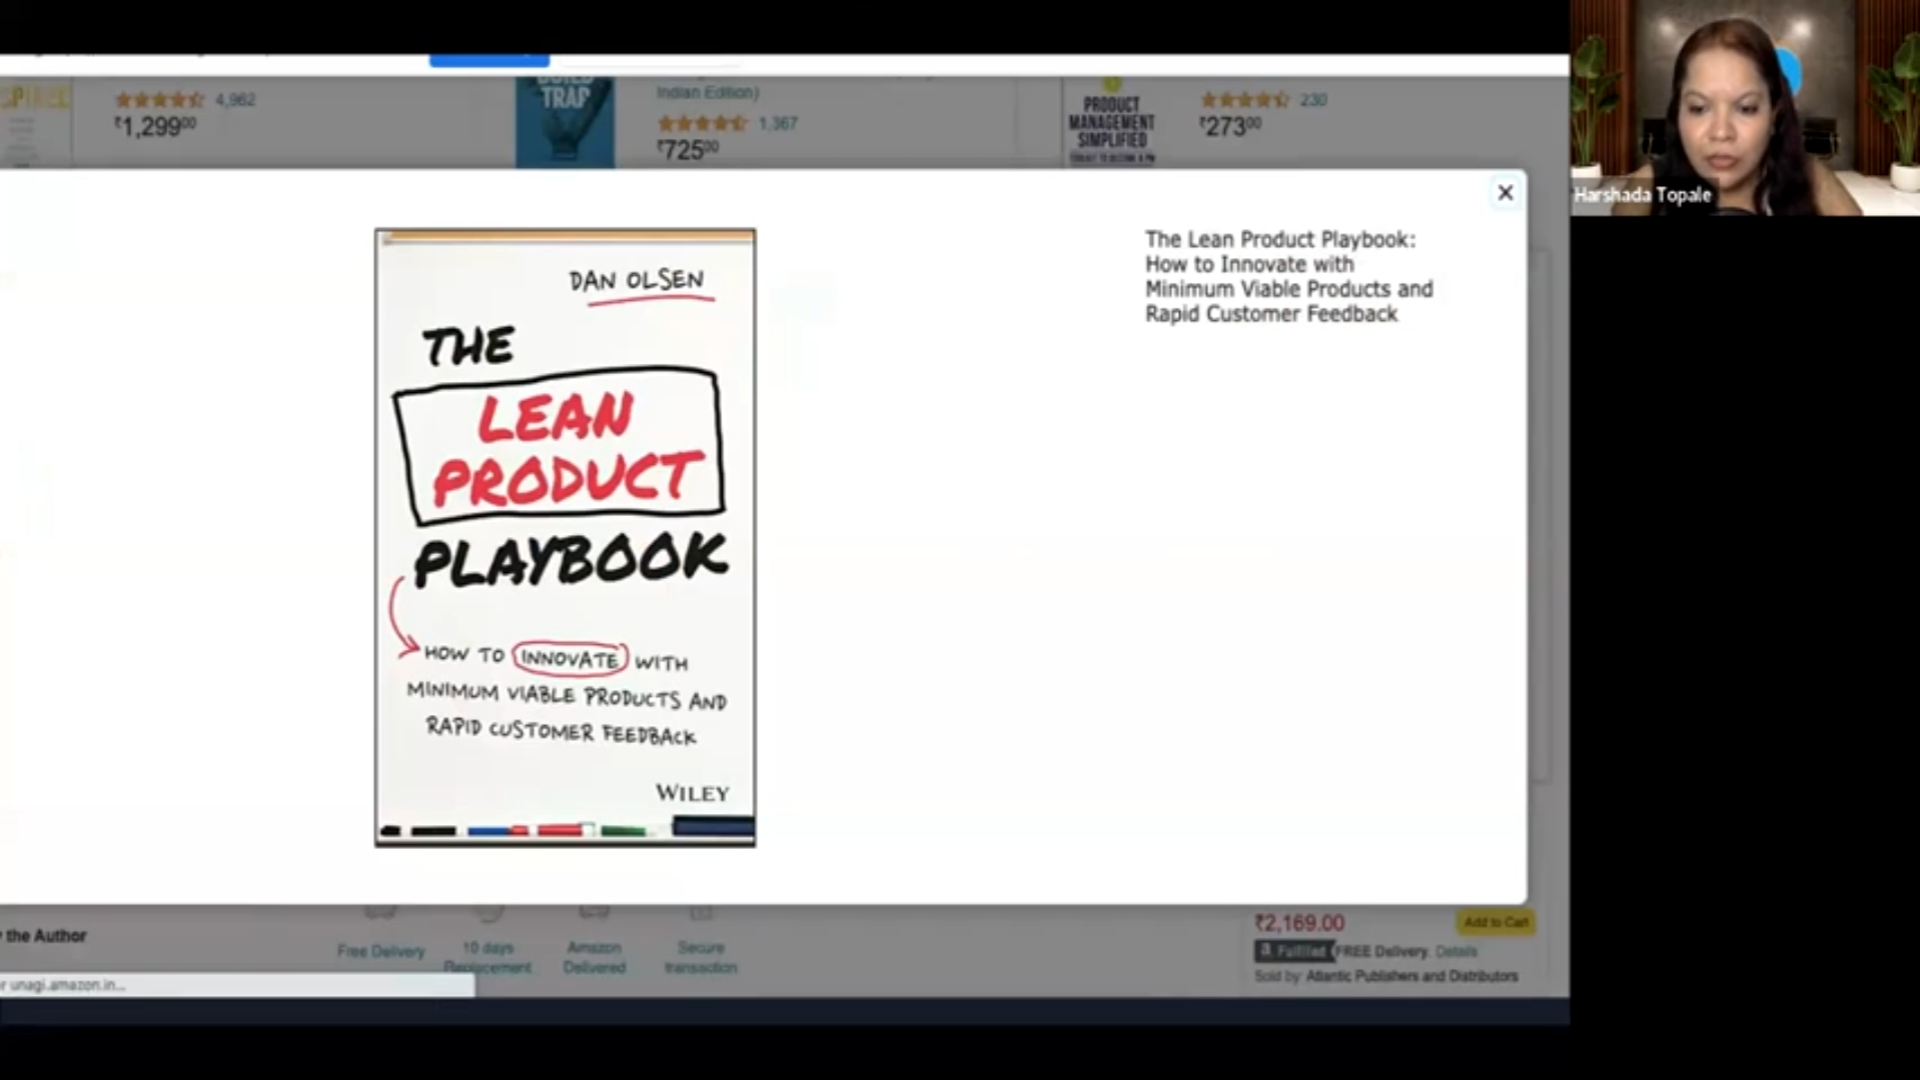 4,962
₹1,299⁰⁰
TRAP
Indian Edition)
1,367
₹725⁰⁰
PRODUCT
MANAGEMENT
SIMPLIFIED
230
₹273⁰⁰
Harshada Topale
DAN OLSEN
THE
LEAN
PRODUCT
PLAYBOOK
HOW TO INNOVATE WITH
MINIMUM VIABLE PRODUCTS AND
RAPID CUSTOMER FEEDBACK
WILEY
The Lean Product Playbook:
How to Innovate with
Minimum Viable Products and
Rapid Customer Feedback
the Author
Free Delivery
10 days
Replacement
Amazon
Delivered
Secure
transaction
₹2,169.00
Add to Cart
a Fulfilled FREE Delivery. Details
Sold by: Atlantic Publishers and Distributors
r unagi.amazon.in...